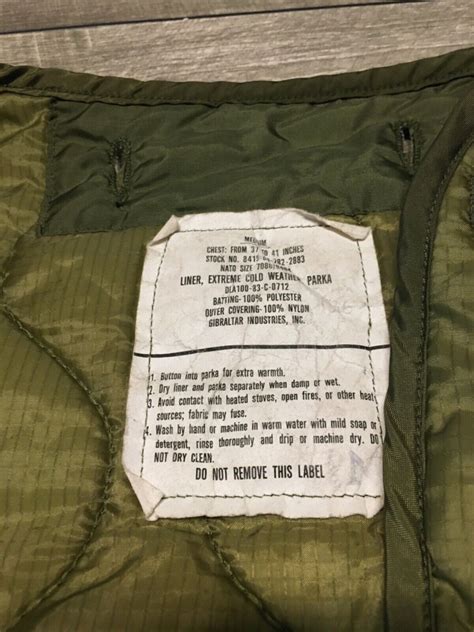 MEDIUM
CHEST: FROM 37 TO 41 INCHES
STOCK NO. 8415
NATO SIZE
LINER, EXTREME COLD WEATHER PARKA
DLA100-83-C-0712
BATTING-100% POLYESTER
OUTER COVERING-100% NYLON
GIBRALTAR INDUSTRIES, INC.
1. Button into parka for extra warmth.
2. Dry liner and parka separately when damp or wet.
3. Avoid contact with heated stoves, open fires, or other heat
sources; fabric may fuse.
4. Wash by hand or machine in warm water with mild soap or
detergent, rinse thoroughly and drip or machine dry. DO
NOT DRY CLEAN.
DO NOT REMOVE THIS LABEL